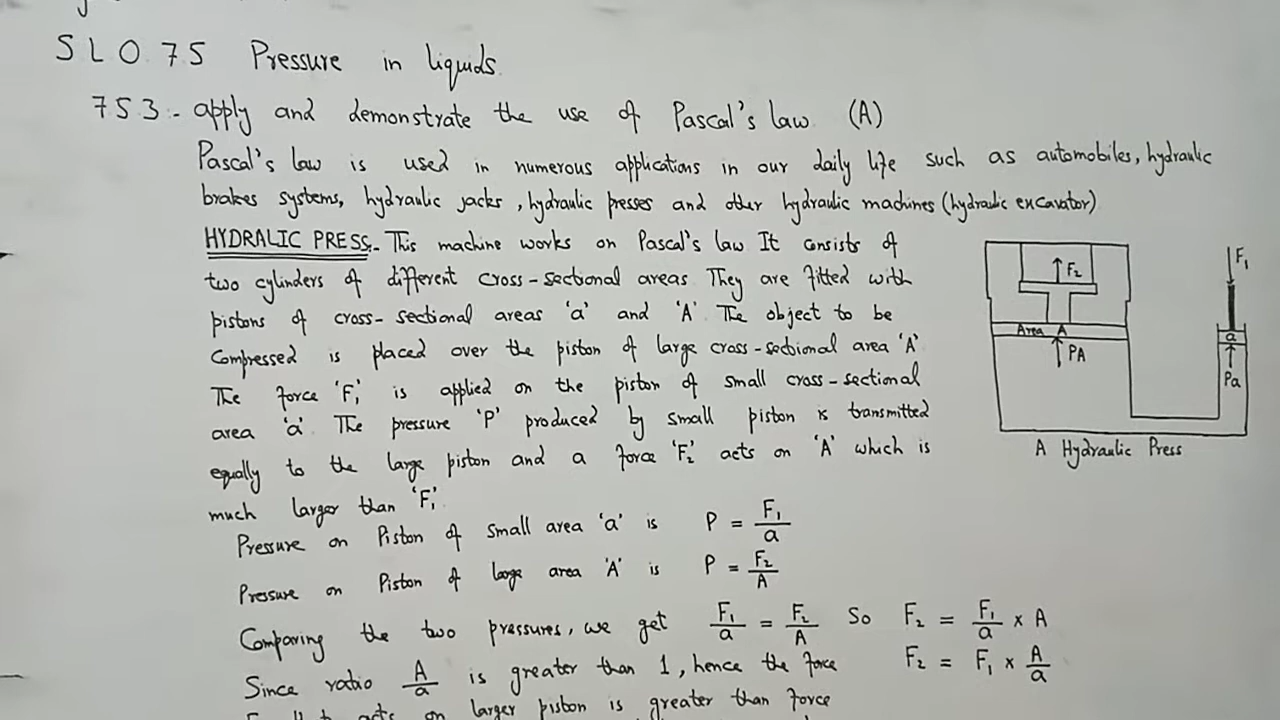 SLO 7.5 Pressure in liquids.
7.5.3:- apply and demonstrate the use of Pascal's law. (A)
Pascal's law is used in numerous applications in our daily life such as automobiles, hydraulic
brakes systems, hydraulic jacks, hydraulic presses and other hydraulic machines (hydraulic excavator)
HYDRALIC PRESS:- This machine works on Pascal's law. It consists of
two cylinders of different cross-sectional areas. They are fitted with
pistons of cross-sectional areas 'a' and 'A'. The object to be
compressed is placed over the piston of large cross-sectional area 'A'.
The force 'F₁' is applied on the piston of small cross-sectional
area 'a'. The pressure 'P' produced by small piston is transmitted
equally to the large piston and a force 'F₂' acts on 'A' which is
much larger than 'F₁'.
F₂
Area A
PA
F₁
a
Pa
A Hydraulic Press
Pressure on Piston of small area 'a' is P = F₁/a
Pressure on Piston of large area 'A' is P = F₂/A
Comparing the two pressures, we get F₁/a = F₂/A So F₂ = F₁/a × A
Since ratio A/a is greater than 1, hence the force F₂ = F₁ × A/a
acts on larger piston is greater than force